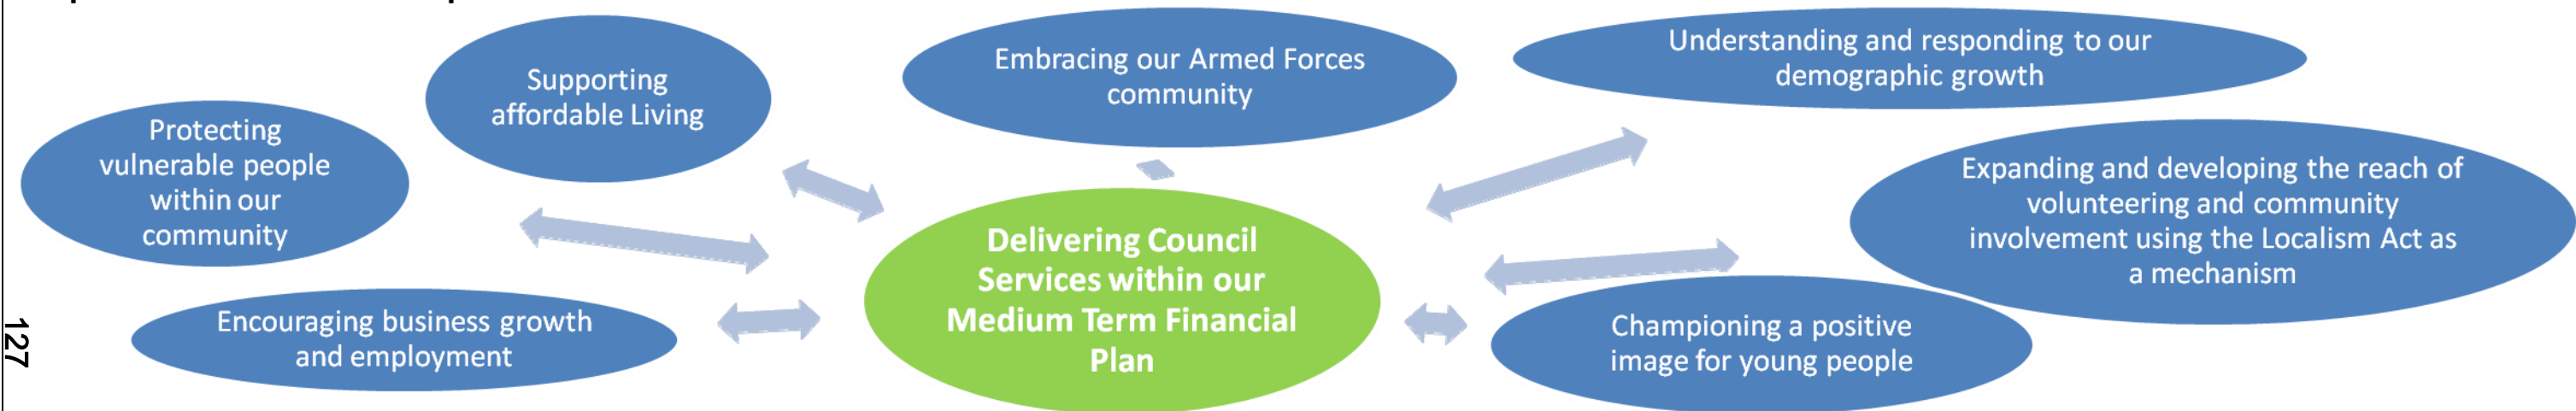 Supporting
affordable Living
Embracing our Armed Forces
community
Understanding and responding to our
demographic growth
Protecting
vulnerable people
within our
community
Expanding and developing the reach of
volunteering and community
involvement using the Localism Act as
a mechanism
Delivering Council
Services within our
Medium Term Financial
Plan
Encouraging business growth
and employment
Championing a positive
image for young people
127